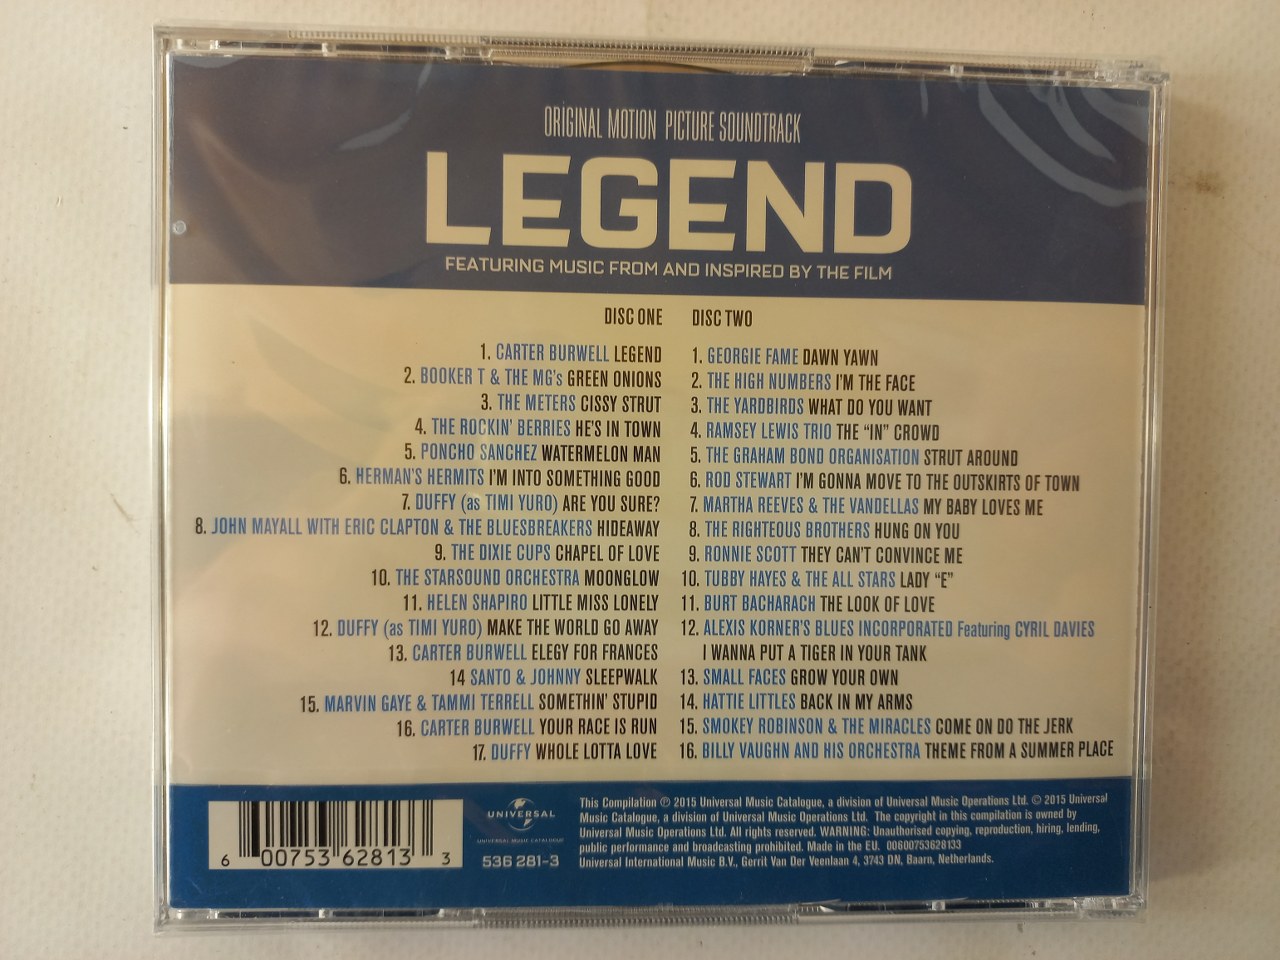 ORIGINAL MOTION PICTURE SOUNDTRACK
LEGEND
FEATURING MUSIC FROM AND INSPIRED BY THE FILM
DISC ONE
1. CARTER BURWELL LEGEND
2. BOOKER T & THE MG's GREEN ONIONS
3. THE METERS CISSY STRUT
4. THE ROCKIN' BERRIES HE'S IN TOWN
5. PONCHO SANCHEZ WATERMELON MAN
6. HERMAN'S HERMITS I'M INTO SOMETHING GOOD
7. DUFFY (as TIMI YURO) ARE YOU SURE?
8. JOHN MAYALL WITH ERIC CLAPTON & THE BLUESBREAKERS HIDEAWAY
9. THE DIXIE CUPS CHAPEL OF LOVE
10. THE STARSOUND ORCHESTRA MOONGLOW
11. HELEN SHAPIRO LITTLE MISS LONELY
12. DUFFY (as TIMI YURO) MAKE THE WORLD GO AWAY
13. CARTER BURWELL ELEGY FOR FRANCES
14 SANTO & JOHNNY SLEEPWALK
15. MARVIN GAYE & TAMMI TERRELL SOMETHIN' STUPID
16. CARTER BURWELL YOUR RACE IS RUN
17. DUFFY WHOLE LOTTA LOVE
DISC TWO
1. GEORGIE FAME DAWN YAWN
2. THE HIGH NUMBERS I'M THE FACE
3. THE YARDBIRDS WHAT DO YOU WANT
4. RAMSEY LEWIS TRIO THE “IN” CROWD
5. THE GRAHAM BOND ORGANISATION STRUT AROUND
6. ROD STEWART I'M GONNA MOVE TO THE OUTSKIRTS OF TOWN
7. MARTHA REEVES & THE VANDELLAS MY BABY LOVES ME
8. THE RIGHTEOUS BROTHERS HUNG ON YOU
9. RONNIE SCOTT THEY CAN'T CONVINCE ME
10. TUBBY HAYES & THE ALL STARS LADY “E”
11. BURT BACHARACH THE LOOK OF LOVE
12. ALEXIS KORNER'S BLUES INCORPORATED Featuring CYRIL DAVIES
I WANNA PUT A TIGER IN YOUR TANK
13. SMALL FACES GROW YOUR OWN
14. HATTIE LITTLES BACK IN MY ARMS
15. SMOKEY ROBINSON & THE MIRACLES COME ON DO THE JERK
16. BILLY VAUGHN AND HIS ORCHESTRA THEME FROM A SUMMER PLACE
6 00753 62813 3
UNIVERSAL
UNIVERSAL MUSIC CATALOGUE
536 281-3
This Compilation ℗ 2015 Universal Music Catalogue, a division of Universal Music Operations Ltd. © 2015 Universal
Music Catalogue, a division of Universal Music Operations Ltd. The copyright in this compilation is owned by
Universal Music Operations Ltd. All rights reserved. WARNING: Unauthorised copying, reproduction, hiring, lending,
public performance and broadcasting prohibited. Made in the EU. 00600753628133
Universal International Music B.V., Gerrit Van Der Veenlaan 4, 3743 DN, Baarn, Netherlands.